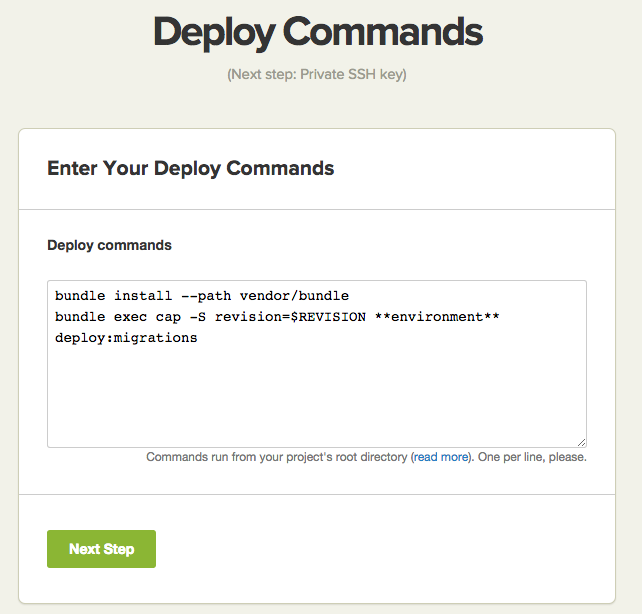 Deploy Commands
(Next step: Private SSH key)
Enter Your Deploy Commands
Deploy commands
bundle install --path vendor/bundle
bundle exec cap -S revision=$REVISION **environment**
deploy:migrations
Commands run from your project's root directory (read more). One per line, please.
Next Step